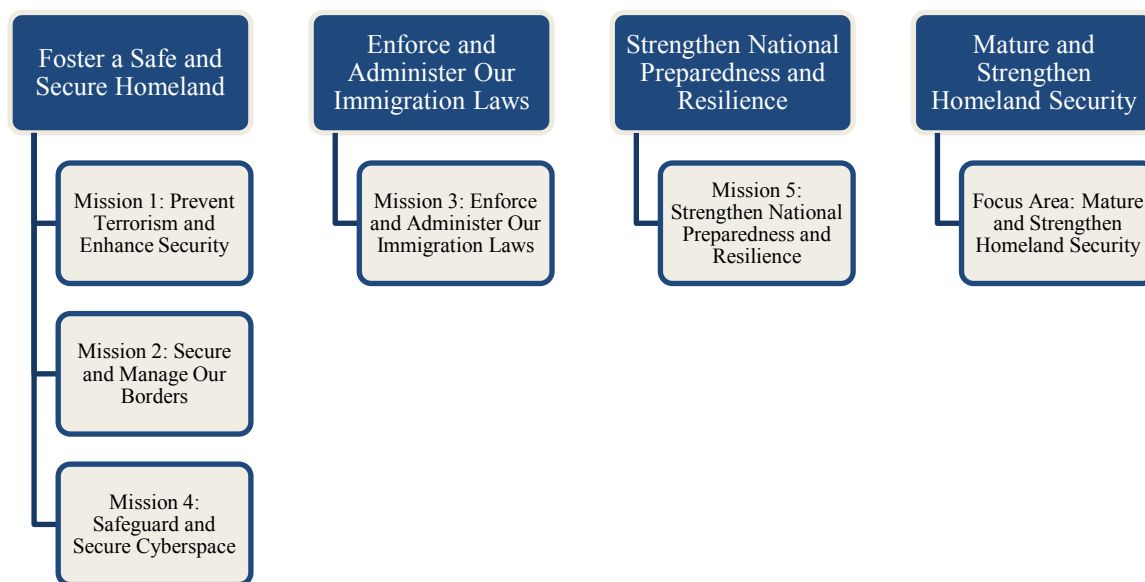 Foster a Safe and
Secure Homeland
Mission 1: Prevent
Terrorism and
Enhance Security
Mission 2: Secure
and Manage Our
Borders
Mission 4:
Safeguard and
Secure Cyberspace
Enforce and
Administer Our
Immigration Laws
Mission 3: Enforce
and Administer Our
Immigration Laws
Strengthen National
Preparedness and
Resilience
Mission 5:
Strengthen National
Preparedness and
Resilience
Mature and
Strengthen
Homeland Security
Focus Area: Mature
and Strengthen
Homeland Security